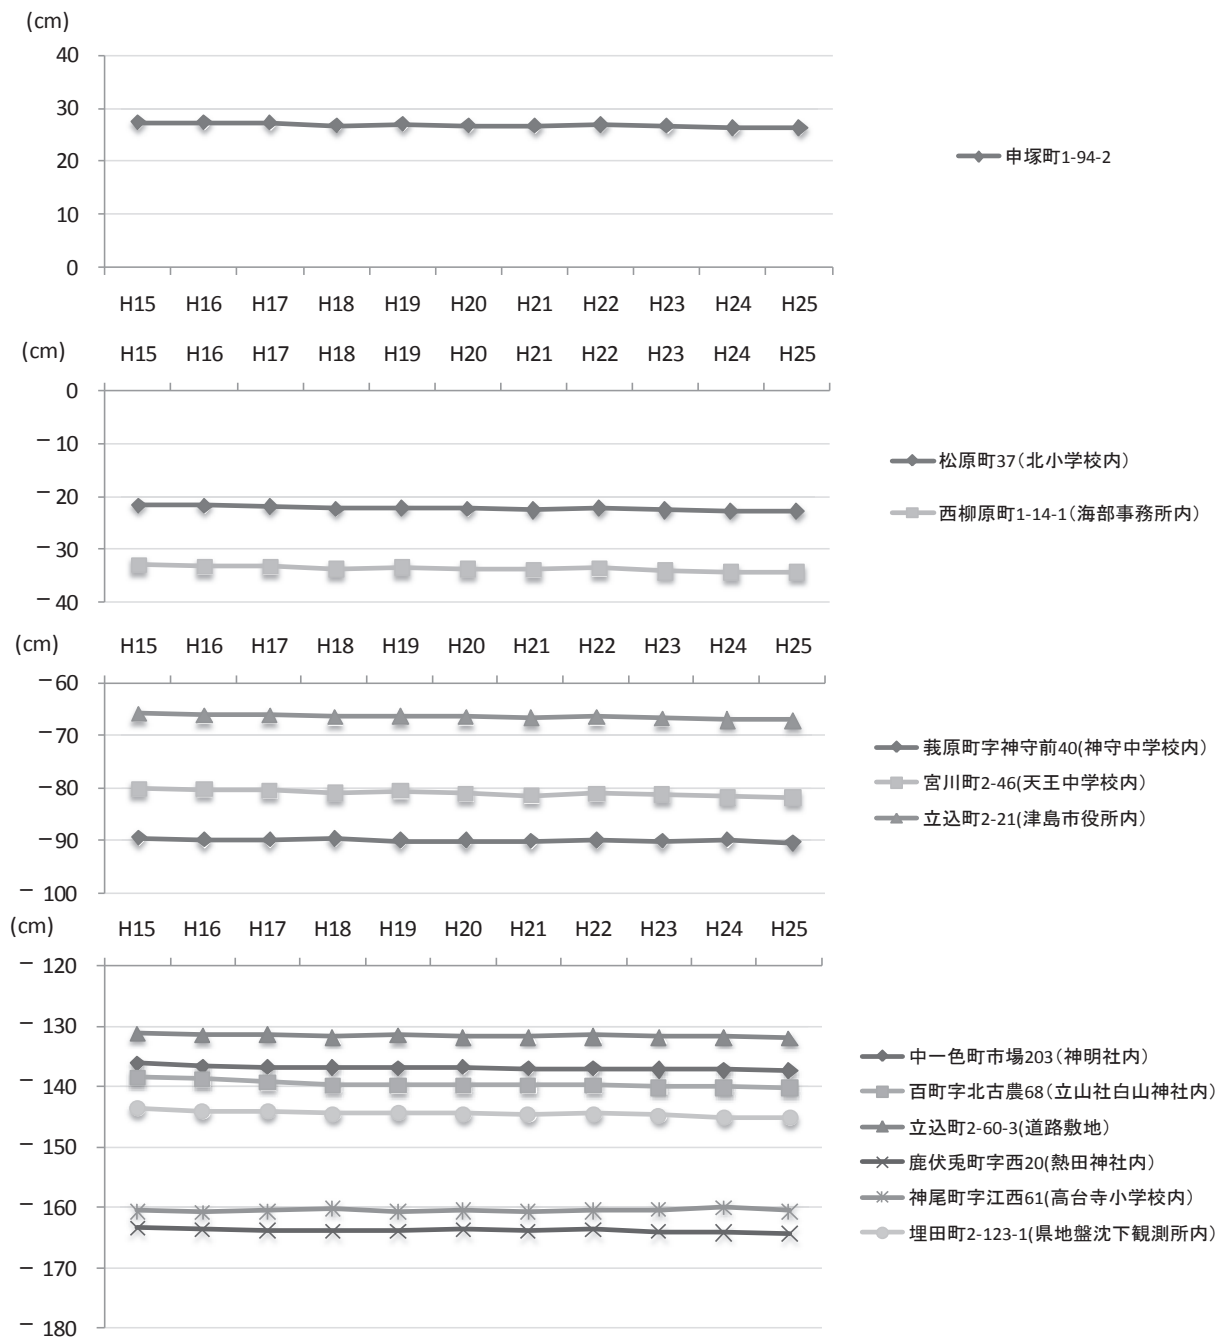 (cm)
40
30
20
10
0
H15 H16 H17 H18 H19 H20 H21 H22 H23 H24 H25
申塚町1-94-2
(cm)
H15 H16 H17 H18 H19 H20 H21 H22 H23 H24 H25
0
－10
－20
－30
－40
松原町37（北小学校内）
西柳原町1-14-1（海部事務所内）
(cm)
H15 H16 H17 H18 H19 H20 H21 H22 H23 H24 H25
－60
－70
－80
－90
－100
莪原町字神守前40(神守中学校内）
宮川町2-46(天王中学校内）
立込町2-21(津島市役所内）
(cm)
H15 H16 H17 H18 H19 H20 H21 H22 H23 H24 H25
－120
－130
－140
－150
－160
－170
－180
中一色町市場203（神明社内）
百町字北古農68（立山社白山神社内）
立込町2-60-3(道路敷地）
鹿伏兎町字西20(熱田神社内）
神尾町字江西61(高台寺小学校内）
埋田町2-123-1(県地盤沈下観測所内）